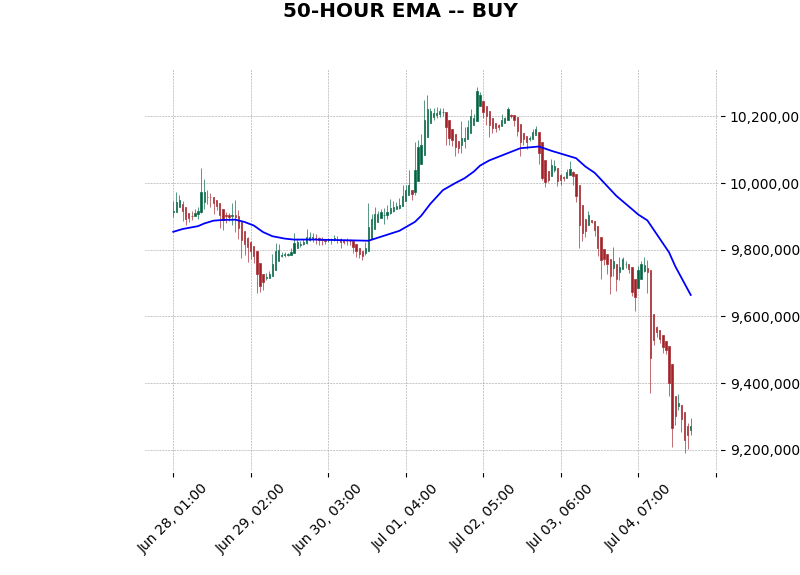 50-HOUR EMA -- BUY
10,200,000
10,000,00
9,800,000
9,600,000
9,400,000
9,200,000
Jun 28, 01:00
Jun 29, 02:00
Jun 30, 03:00
Jul 01, 04:00
Jul 02, 05:00
Jul 03, 06:00
Jul 04, 07:00